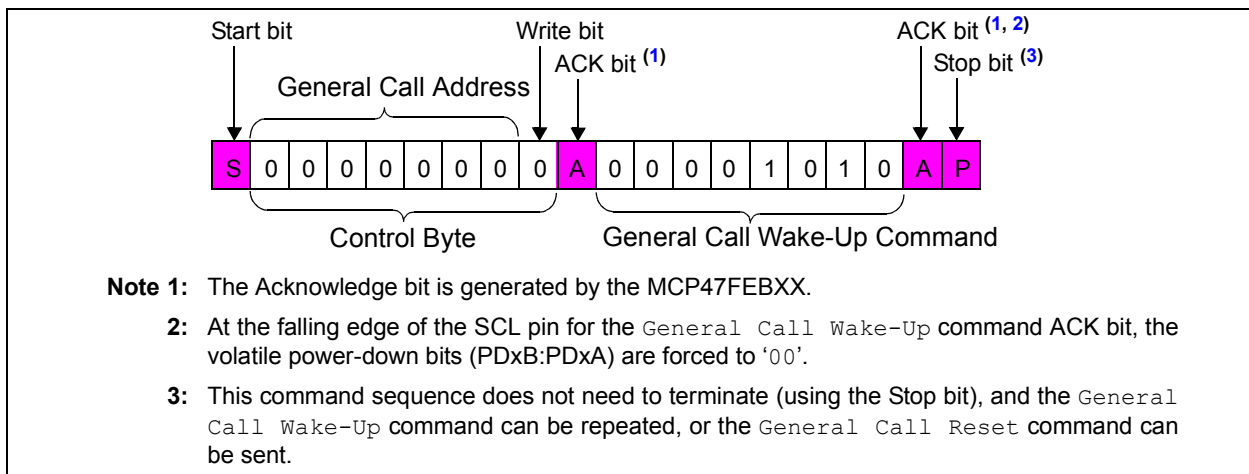 Start bit Write bit ACK bit (1, 2)
ACK bit (1) Stop bit (3)
General Call Address
S 0 0 0 0 0 0 0 0 A 0 0 0 0 1 0 1 0 A P
Control Byte General Call Wake-Up Command
Note 1: The Acknowledge bit is generated by the MCP47FEBXX.
2: At the falling edge of the SCL pin for the General Call Wake-Up command ACK bit, the
volatile power-down bits (PDxB:PDxA) are forced to ‘00’.
3: This command sequence does not need to terminate (using the Stop bit), and the General
Call Wake-Up command can be repeated, or the General Call Reset command can
be sent.